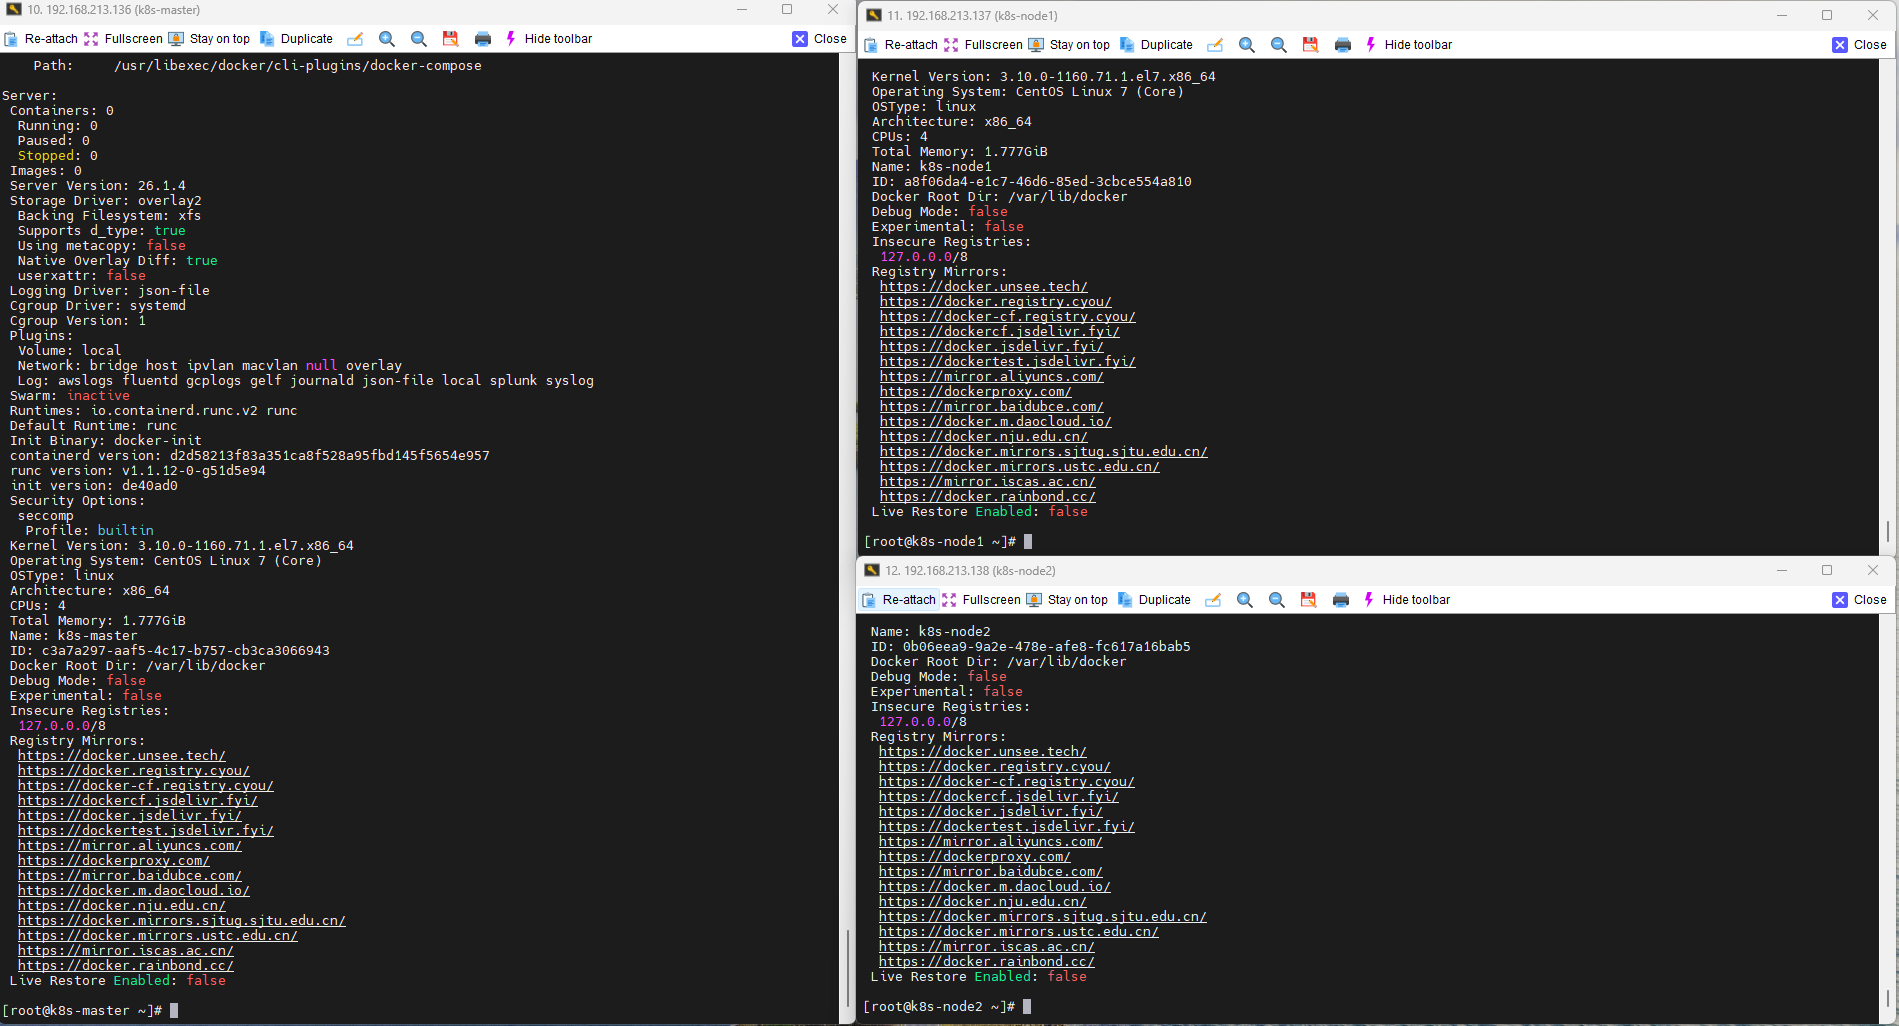 10. 192.168.213.136 (k8s-master)
Re-attach Fullscreen Stay on top Duplicate Hide toolbar Close
Path: /usr/libexec/docker/cli-plugins/docker-compose
Server:
Containers: 0
Running: 0
Paused: 0
Stopped: 0
Images: 0
Server Version: 26.1.4
Storage Driver: overlay2
Backing Filesystem: xfs
Supports d_type: true
Using metacopy: false
Native Overlay Diff: true
userxattr: false
Logging Driver: json-file
Cgroup Driver: systemd
Cgroup Version: 1
Plugins:
Volume: local
Network: bridge host ipvlan macvlan null overlay
Log: awslogs fluentd gcplogs gelf journald json-file local splunk syslog
Swarm: inactive
Runtimes: io.containerd.runc.v2 runc
Default Runtime: runc
Init Binary: docker-init
containerd version: d2d58213f83a351ca8f528a95fbd145f5654e957
runc version: v1.1.12-0-g51d5e94
init version: de40ad0
Security Options:
seccomp
Profile: builtin
Kernel Version: 3.10.0-1160.71.1.el7.x86_64
Operating System: CentOS Linux 7 (Core)
OSType: linux
Architecture: x86_64
CPUs: 4
Total Memory: 1.777GiB
Name: k8s-master
ID: c3a7a297-aaf5-4c17-b757-cb3ca3066943
Docker Root Dir: /var/lib/docker
Debug Mode: false
Experimental: false
Insecure Registries:
127.0.0.0/8
Registry Mirrors:
https://docker.unsee.tech/
https://docker.registry.cyou/
https://docker-cf.registry.cyou/
https://dockercf.jsdelivr.fyi/
https://docker.jsdelivr.fyi/
https://dockertest.jsdelivr.fyi/
https://mirror.aliyuncs.com/
https://dockerproxy.com/
https://mirror.baidubce.com/
https://docker.m.daocloud.io/
https://docker.nju.edu.cn/
https://docker.mirrors.sjtug.sjtu.edu.cn/
https://docker.mirrors.ustc.edu.cn/
https://mirror.iscas.ac.cn/
https://docker.rainbond.cc/
Live Restore Enabled: false
[root@k8s-master ~]#
11. 192.168.213.137 (k8s-node1)
Re-attach Fullscreen Stay on top Duplicate Hide toolbar Close
Kernel Version: 3.10.0-1160.71.1.el7.x86_64
Operating System: CentOS Linux 7 (Core)
OSType: linux
Architecture: x86_64
CPUs: 4
Total Memory: 1.777GiB
Name: k8s-node1
ID: a8f06da4-e1c7-46d6-85ed-3cbce554a810
Docker Root Dir: /var/lib/docker
Debug Mode: false
Experimental: false
Insecure Registries:
127.0.0.0/8
Registry Mirrors:
https://docker.unsee.tech/
https://docker.registry.cyou/
https://docker-cf.registry.cyou/
https://dockercf.jsdelivr.fyi/
https://docker.jsdelivr.fyi/
https://dockertest.jsdelivr.fyi/
https://mirror.aliyuncs.com/
https://dockerproxy.com/
https://mirror.baidubce.com/
https://docker.m.daocloud.io/
https://docker.nju.edu.cn/
https://docker.mirrors.sjtug.sjtu.edu.cn/
https://docker.mirrors.ustc.edu.cn/
https://mirror.iscas.ac.cn/
https://docker.rainbond.cc/
Live Restore Enabled: false
[root@k8s-node1 ~]#
12. 192.168.213.138 (k8s-node2)
Re-attach Fullscreen Stay on top Duplicate Hide toolbar Close
Name: k8s-node2
ID: 0b06eea9-9a2e-478e-afe8-fc617a16bab5
Docker Root Dir: /var/lib/docker
Debug Mode: false
Experimental: false
Insecure Registries:
127.0.0.0/8
Registry Mirrors:
https://docker.unsee.tech/
https://docker.registry.cyou/
https://docker-cf.registry.cyou/
https://dockercf.jsdelivr.fyi/
https://docker.jsdelivr.fyi/
https://dockertest.jsdelivr.fyi/
https://mirror.aliyuncs.com/
https://dockerproxy.com/
https://mirror.baidubce.com/
https://docker.m.daocloud.io/
https://docker.nju.edu.cn/
https://docker.mirrors.sjtug.sjtu.edu.cn/
https://docker.mirrors.ustc.edu.cn/
https://mirror.iscas.ac.cn/
https://docker.rainbond.cc/
Live Restore Enabled: false
[root@k8s-node2 ~]#